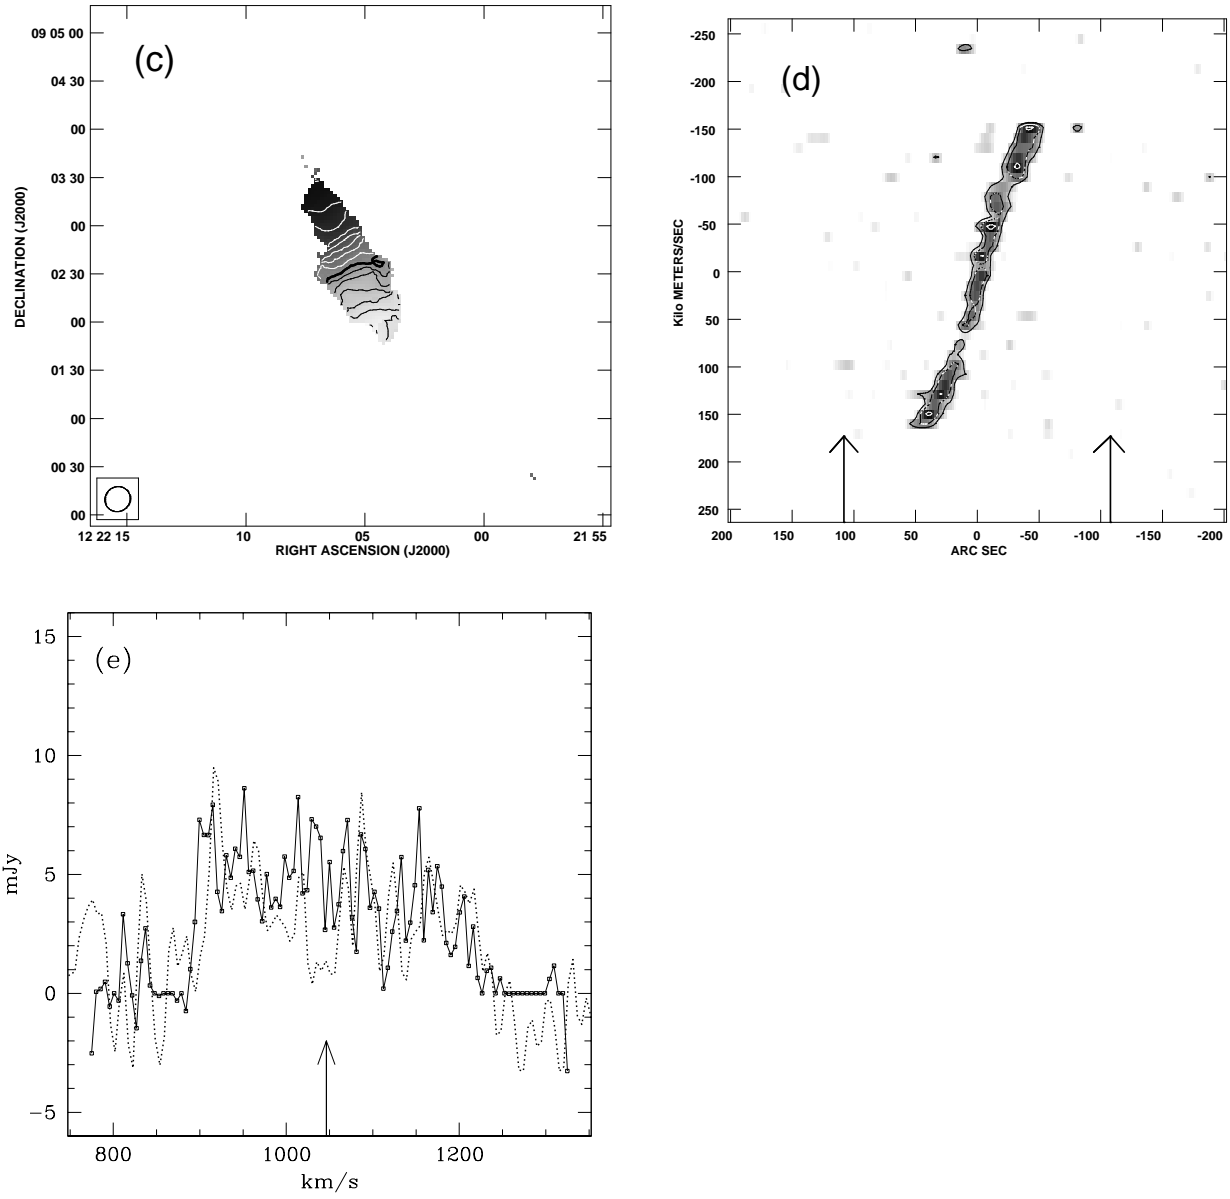 (c)
09 05 00
04 30
00
03 30
00
02 30
00
01 30
00
00 30
00
DECLINATION (J2000)
12 22 15 10 05 00 21 55
RIGHT ASCENSION (J2000)
(d)
-250
-200
-150
-100
-50
0
50
100
150
200
250
Kilo METERS/SEC
200 150 100 50 0 -50 -100 -150 -200
ARC SEC
(e)
15
10
5
0
-5
mJy
800 1000 1200
km/s